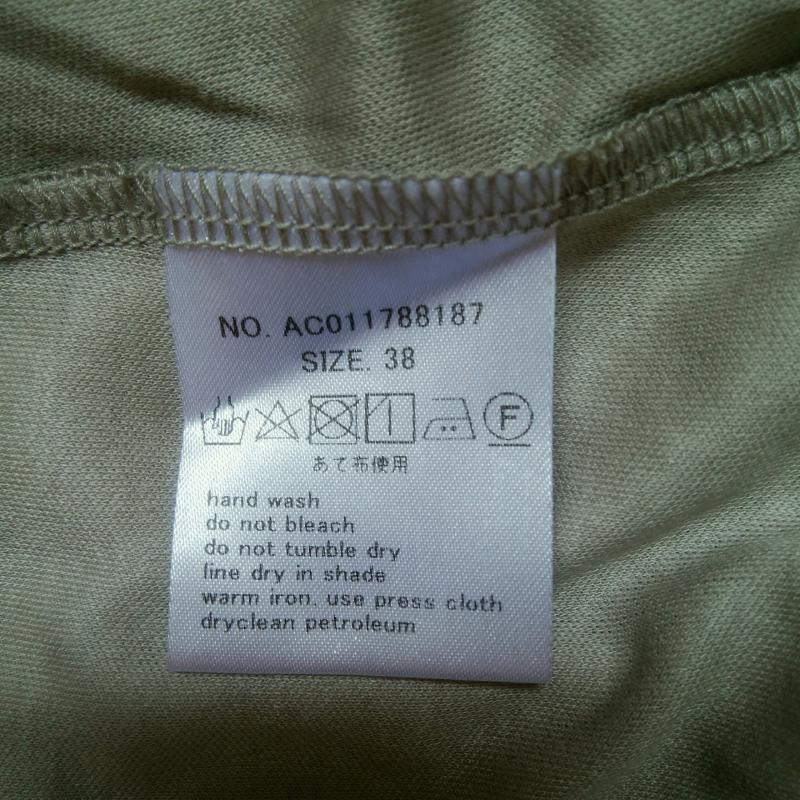 NO. AC011788187
SIZE. 38
F
あて布使用
hand wash
do not bleach
do not tumble dry
line dry in shade
warm iron. use press cloth
dryclean petroleum